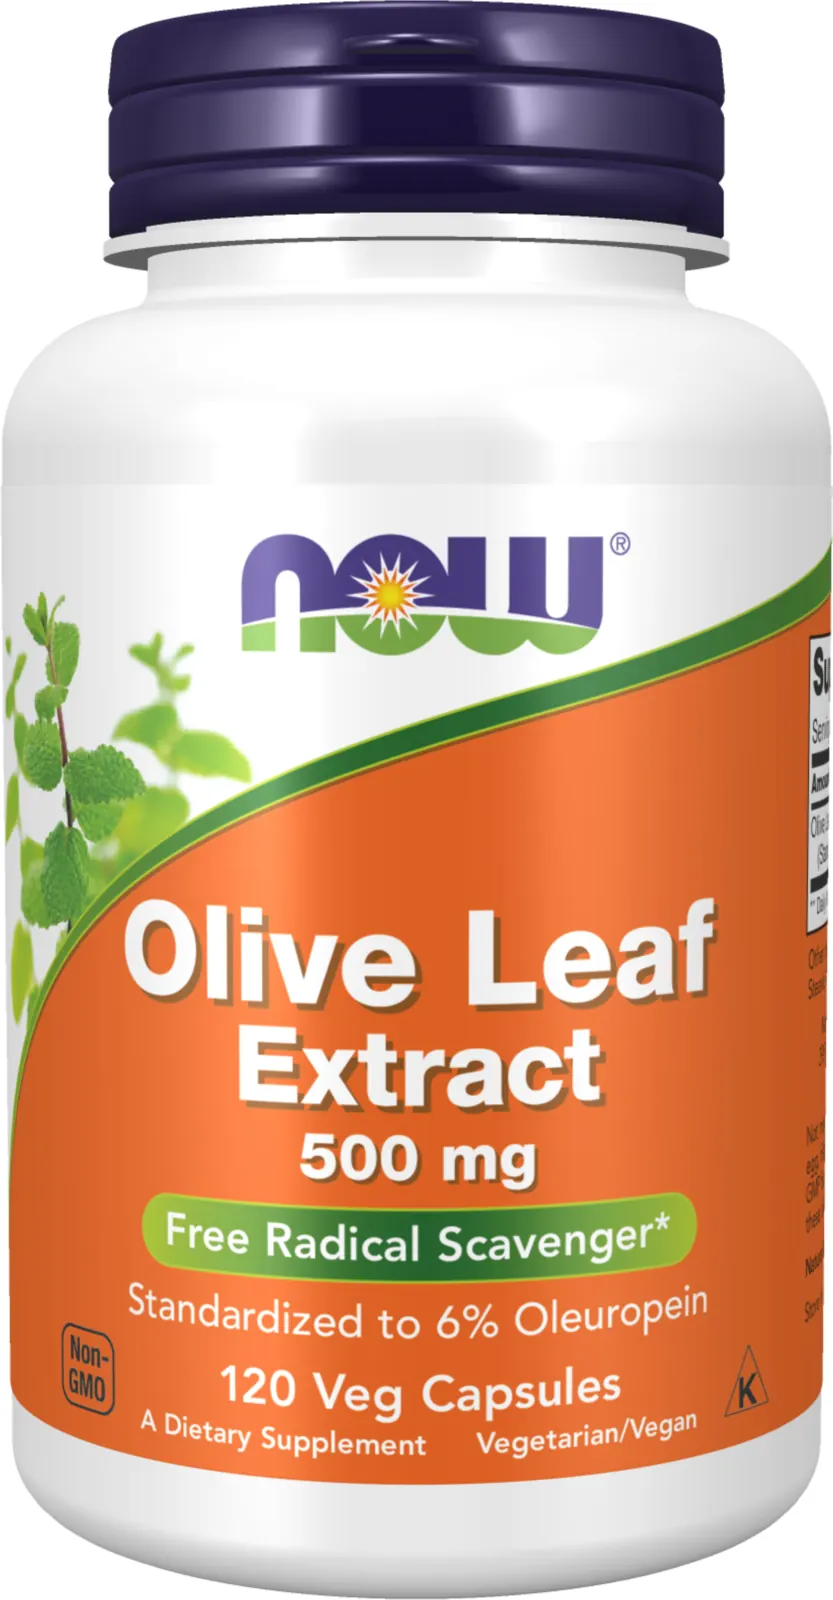 now®
Olive Leaf
Extract
500 mg
Free Radical Scavenger*
Standardized to 6% Oleuropein
Non-
GMO
120 Veg Capsules
K
A Dietary Supplement
Vegetarian/Vegan